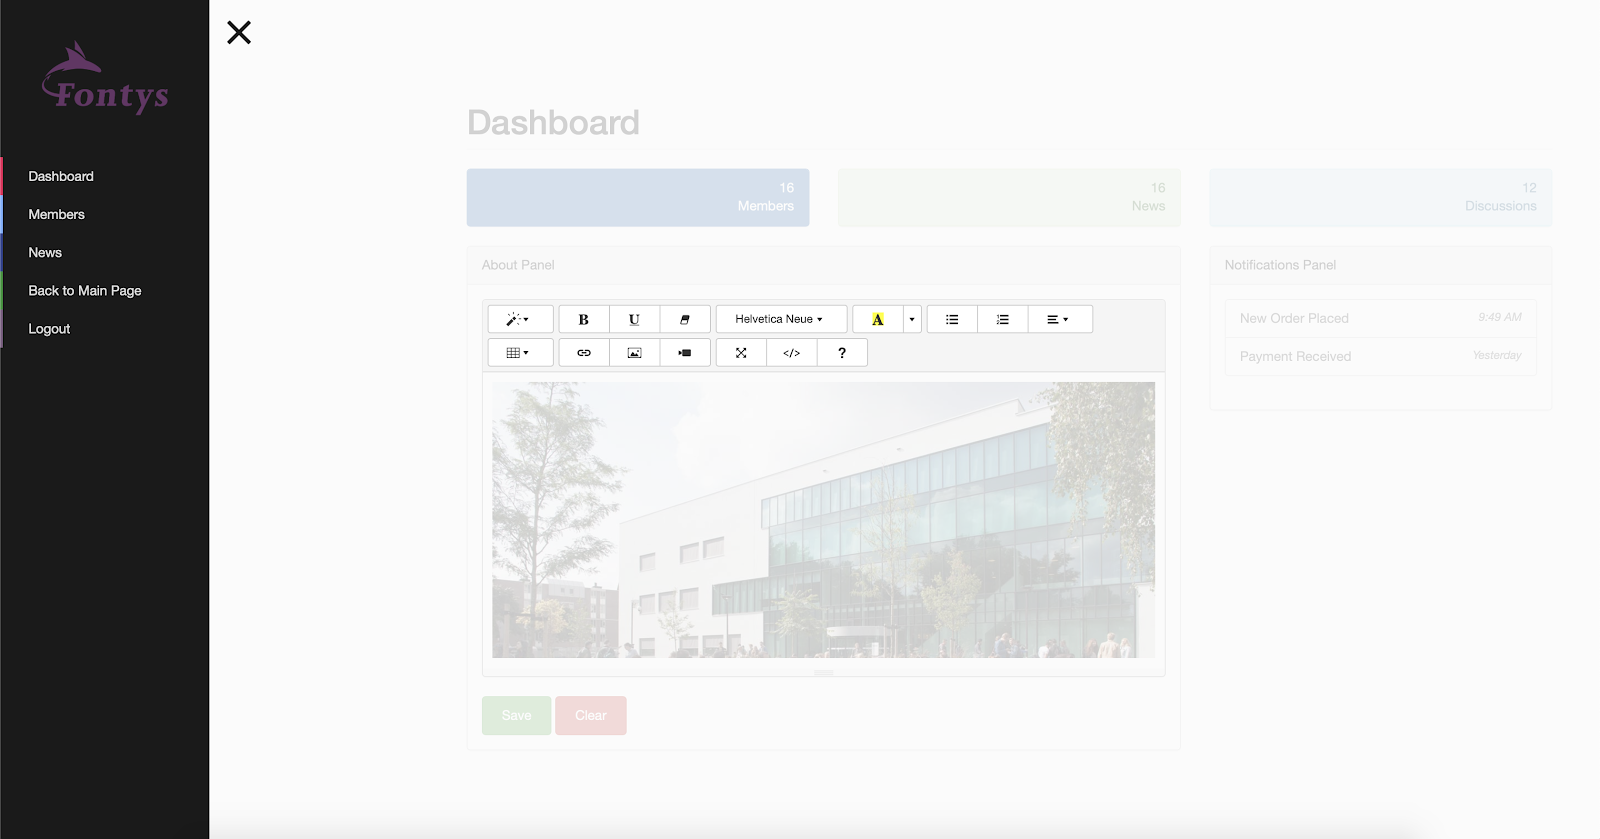 Fontys
Dashboard
Members
News
Back to Main Page
Logout
Dashboard
16
Members
16
News
12
Discussions
About Panel
B
U
Helvetica Neue
A
</>
?
Save
Clear
Notifications Panel
New Order Placed 9:49 AM
Payment Received Yesterday